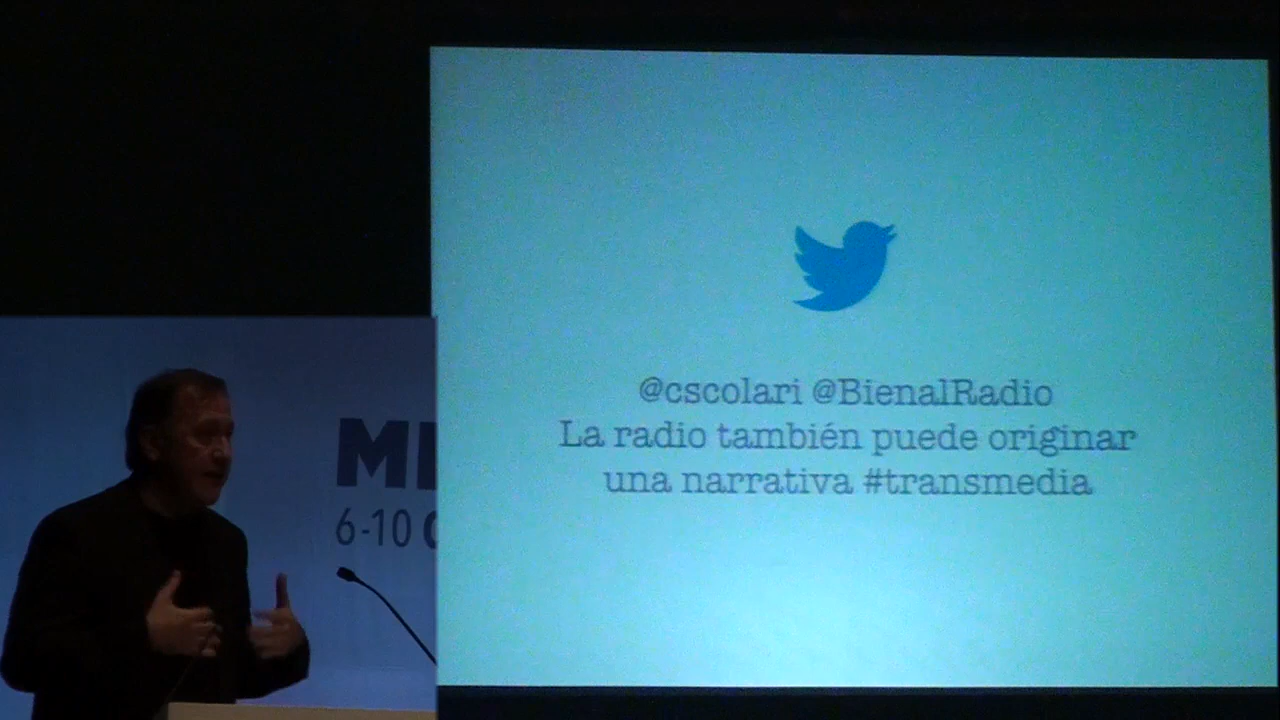 @cscolari @BienalRadio
La radio también puede originar
una narrativa #transmedia
6-10